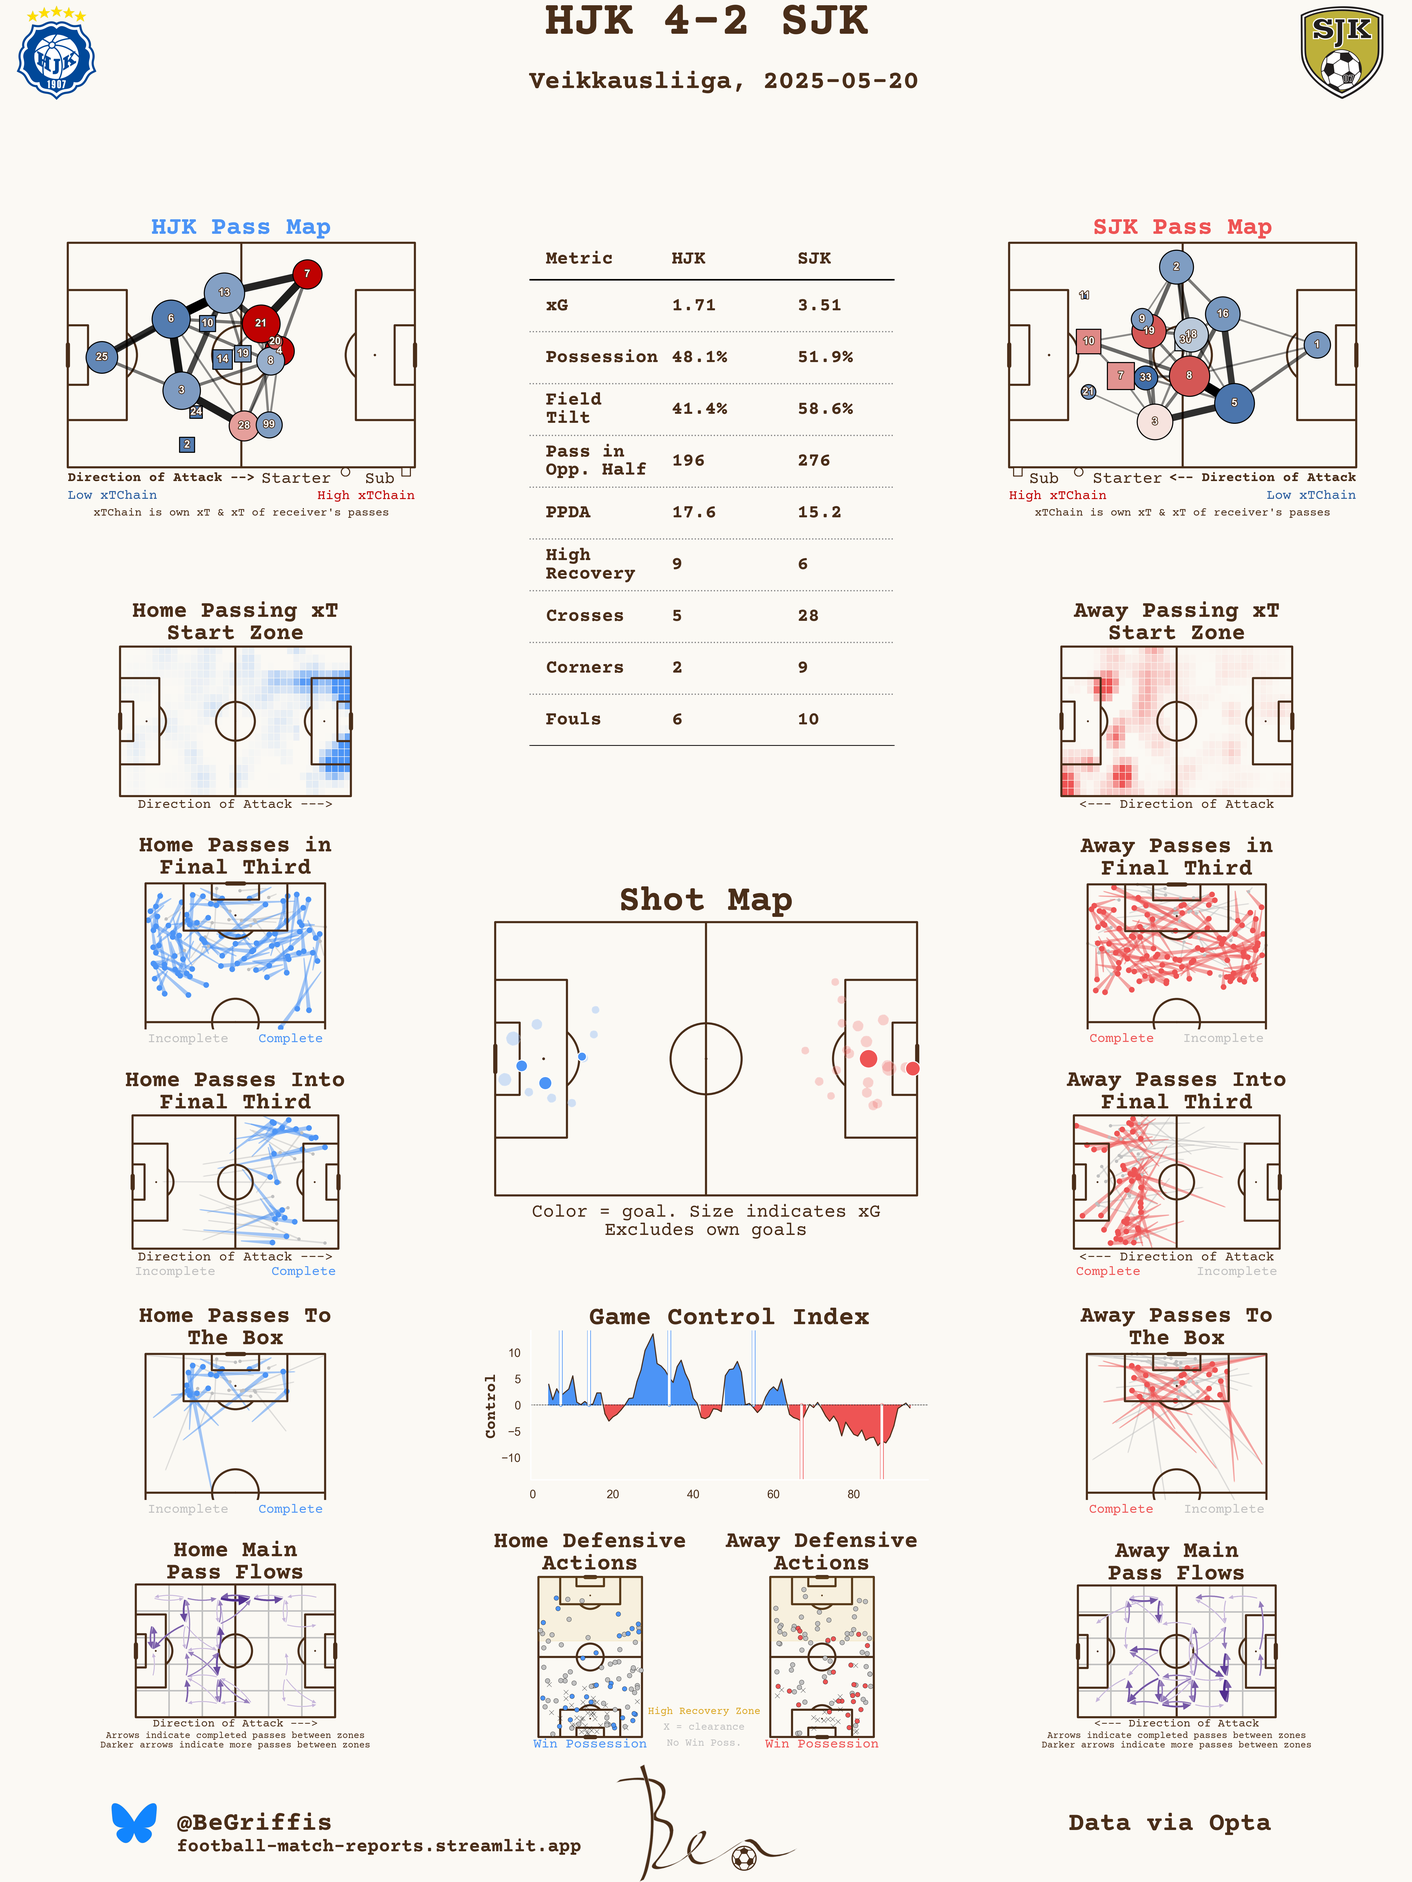 HJK 4-2 SJK
Veikkausliiga, 2025-05-20
HJK
1907
SJK
HJK Pass Map
7
13
6
10
21
20
4
25
14
19
8
3
24
28
99
2
Direction of Attack --> Starter Sub
Low xTChain High xTChain
xTChain is own xT & xT of receiver's passes
Metric HJK SJK
xG 1.71 3.51
Possession 48.1% 51.9%
Field
Tilt 41.4% 58.6%
Pass in
Opp. Half 196 276
PPDA 17.6 15.2
High
Recovery 9 6
Crosses 5 28
Corners 2 9
Fouls 6 10
SJK Pass Map
2
11
9
16
19
18
30
10
1
7
33
8
21
5
3
Sub Starter <-- Direction of Attack
High xTChain Low xTChain
xTChain is own xT & xT of receiver's passes
Home Passing xT
Start Zone
Direction of Attack --->
Away Passing xT
Start Zone
<--- Direction of Attack
Home Passes in
Final Third
Incomplete Complete
Away Passes in
Final Third
Complete Incomplete
Shot Map
Color = goal. Size indicates xG
Excludes own goals
Home Passes Into
Final Third
Direction of Attack --->
Incomplete Complete
Away Passes Into
Final Third
<--- Direction of Attack
Complete Incomplete
Home Passes To
The Box
Incomplete Complete
Game Control Index
Control
10
5
0
−5
−10
0 20 40 60 80
Away Passes To
The Box
Complete Incomplete
Home Main
Pass Flows
Direction of Attack --->
Arrows indicate completed passes between zones
Darker arrows indicate more passes between zones
Home Defensive
Actions
Win Possession
Away Defensive
Actions
Win Possession
High Recovery Zone
X = clearance
No Win Poss.
Away Main
Pass Flows
<--- Direction of Attack
Arrows indicate completed passes between zones
Darker arrows indicate more passes between zones
@BeGriffis
football-match-reports.streamlit.app
Ben
Data via Opta